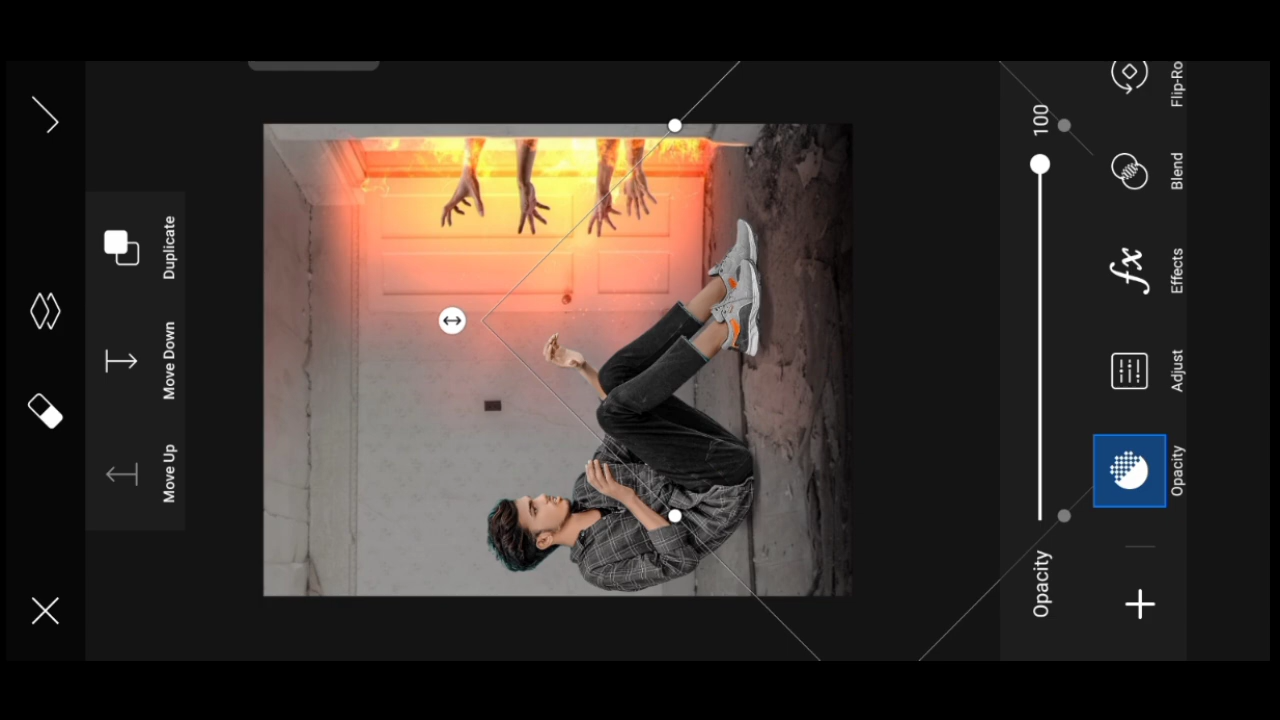 Duplicate
Move Down
Move Up
Opacity
100
Opacity
Adjust
Effects
Blend
Flip-Ro